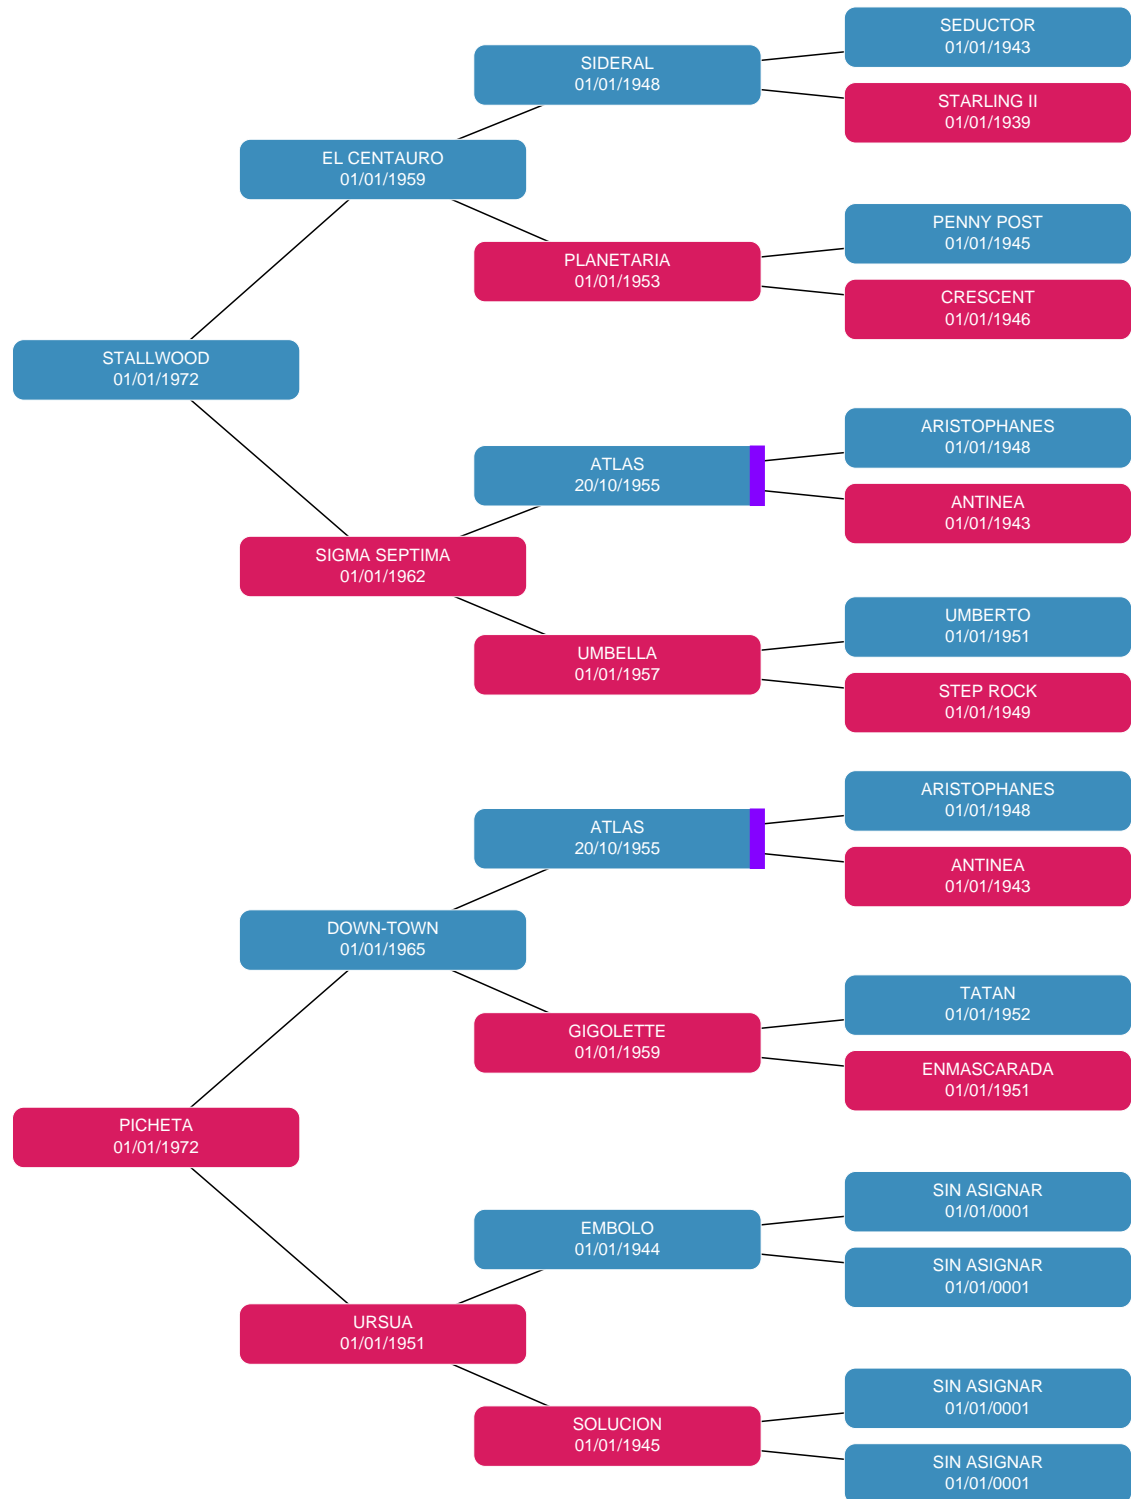 SEDUCTOR
01/01/1943
SIDERAL
01/01/1948
STARLING II
01/01/1939
EL CENTAURO
01/01/1959
PENNY POST
01/01/1945
PLANETARIA
01/01/1953
CRESCENT
01/01/1946
STALLWOOD
01/01/1972
ARISTOPHANES
01/01/1948
ATLAS
20/10/1955
ANTINEA
01/01/1943
SIGMA SEPTIMA
01/01/1962
UMBERTO
01/01/1951
UMBELLA
01/01/1957
STEP ROCK
01/01/1949
ARISTOPHANES
01/01/1948
ATLAS
20/10/1955
ANTINEA
01/01/1943
DOWN-TOWN
01/01/1965
TATAN
01/01/1952
GIGOLETTE
01/01/1959
ENMASCARADA
01/01/1951
PICHETA
01/01/1972
SIN ASIGNAR
01/01/0001
EMBOLO
01/01/1944
SIN ASIGNAR
01/01/0001
URSUA
01/01/1951
SIN ASIGNAR
01/01/0001
SOLUCION
01/01/1945
SIN ASIGNAR
01/01/0001